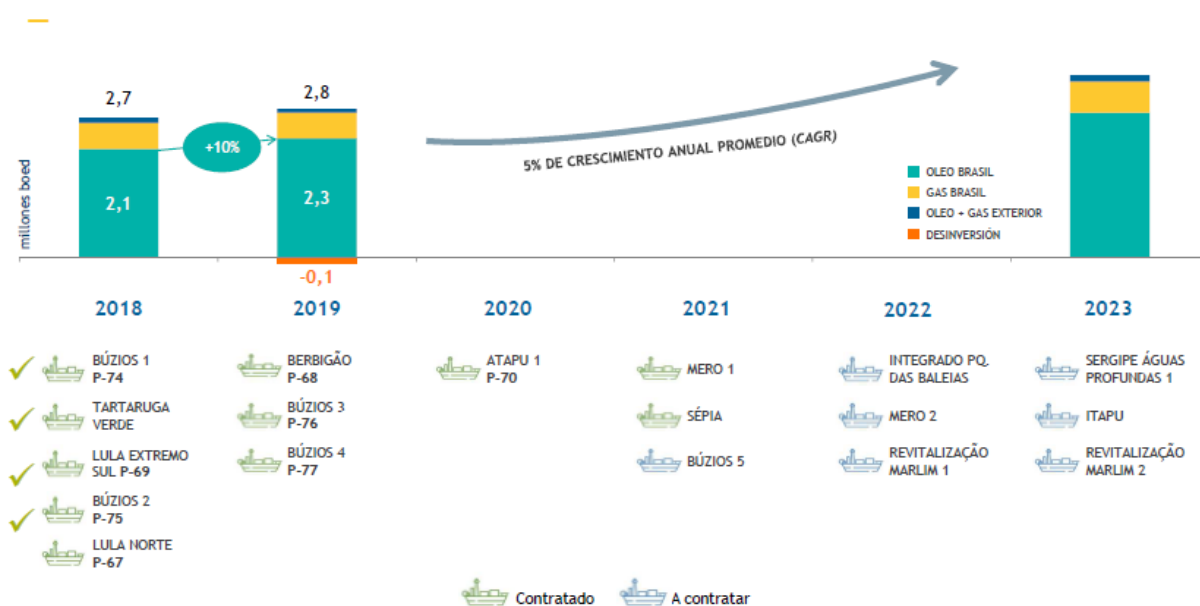 2,7
2,8
+10%
5% DE CRESCIMIENTO ANUAL PROMEDIO (CAGR)
millones boed
2,1
2,3
-0,1
OLEO BRASIL
GAS BRASIL
OLEO + GAS EXTERIOR
DESINVERSIÓN
2018
2019
2020
2021
2022
2023
BÚZIOS 1
P-74
TARTARUGA
VERDE
LULA EXTREMO
SUL P-69
BÚZIOS 2
P-75
LULA NORTE
P-67
BERBIGÃO
P-68
BÚZIOS 3
P-76
BÚZIOS 4
P-77
ATAPU 1
P-70
MERO 1
SÉPIA
BÚZIOS 5
INTEGRADO PQ.
DAS BALEIAS
MERO 2
REVITALIZAÇÃO
MARLIM 1
SERGIPE ÁGUAS
PROFUNDAS 1
ITAPU
REVITALIZAÇÃO
MARLIM 2
Contratado
A contratar